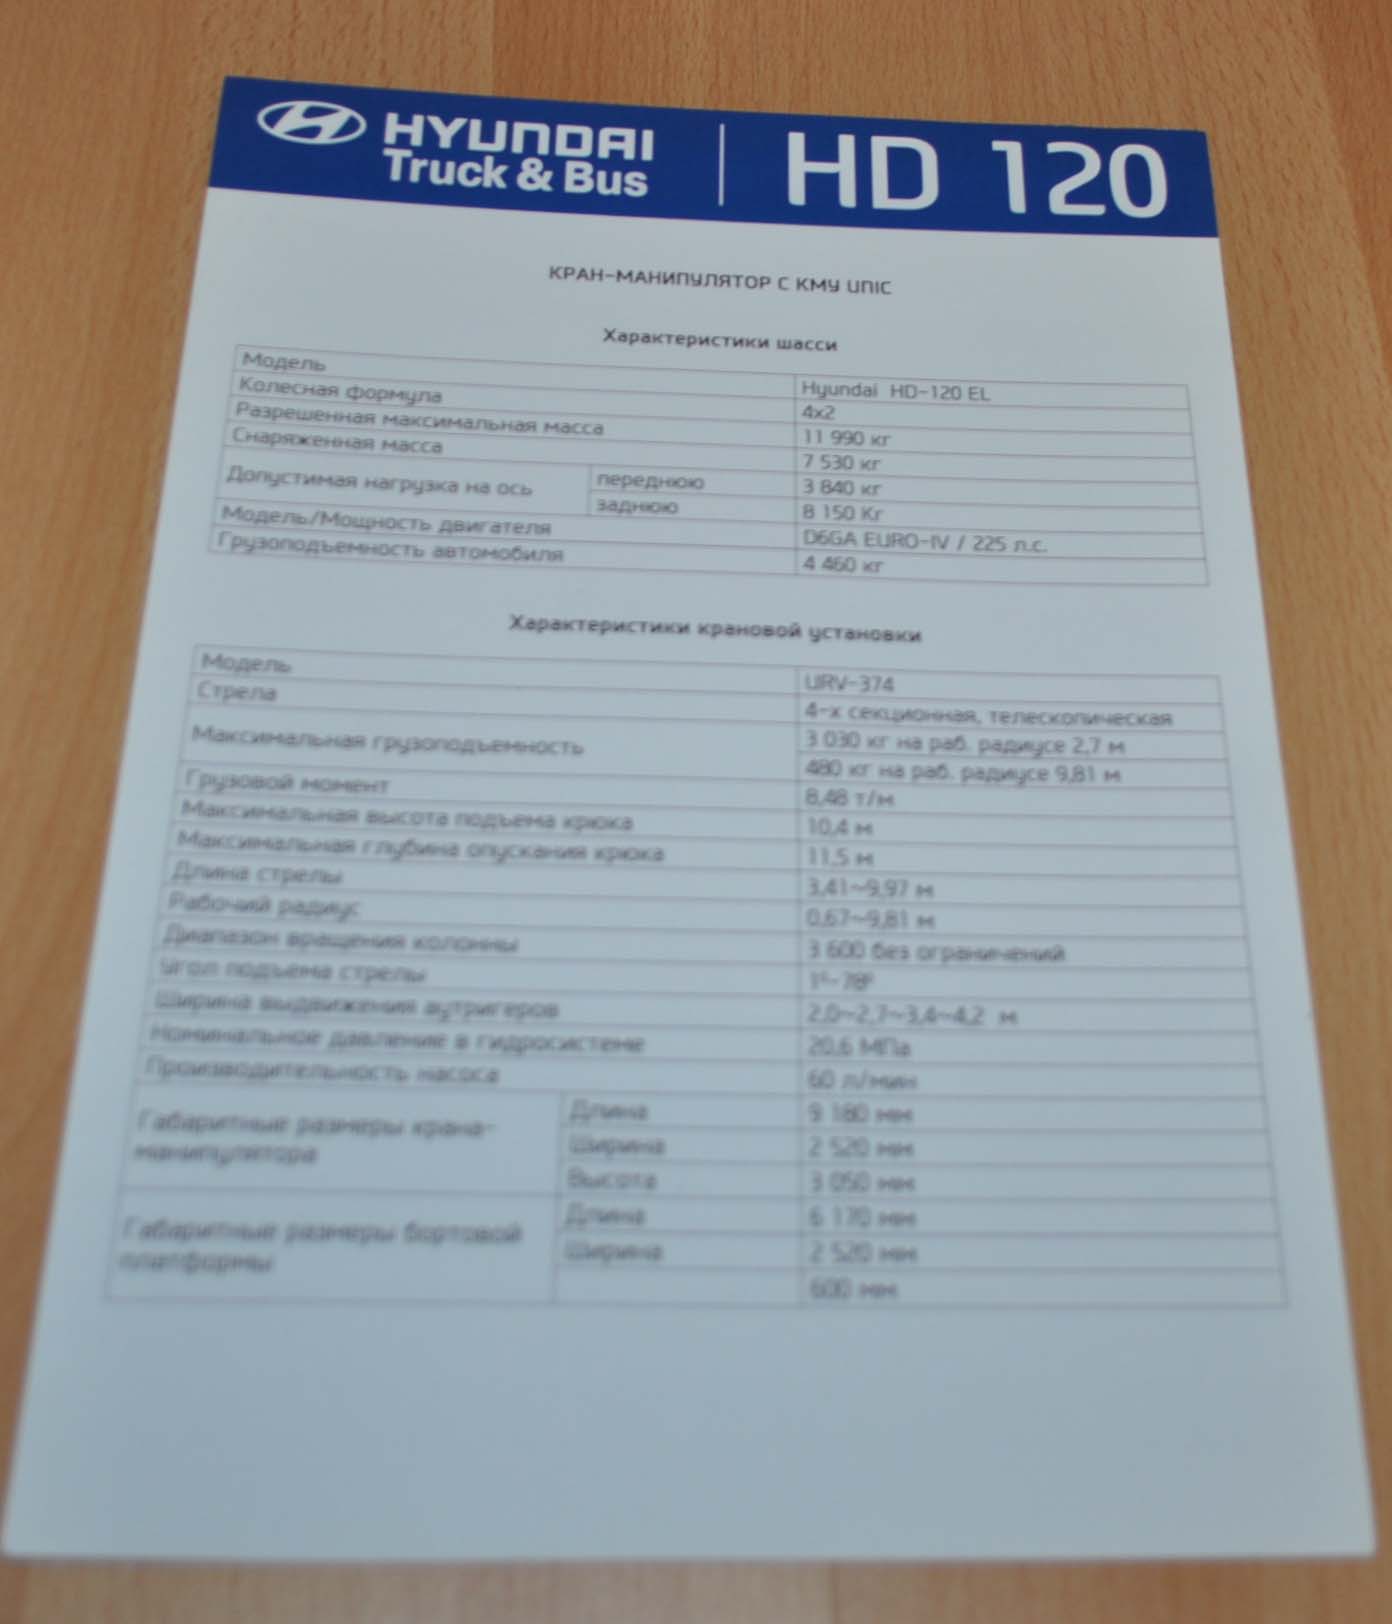 HYUNDAI
Truck & Bus
HD 120
КРАН-МАНИПУЛЯТОР С КМУ UNIC
Характеристики шасси
Модель Hyundai HD-120 EL
Колесная формула 4x2
Разрешенная максимальная масса 11 990 кг
Снаряженная масса 7 530 кг
Допустимая нагрузка на ось переднюю 3 840 кг
заднюю 8 150 Кг
Модель/Мощность двигателя D6GA EURO-IV / 225 л.с.
Грузоподъемность автомобиля 4 460 кг
Характеристики крановой установки
Модель URV-374
Стрела 4-х секционная, телескопическая
Максимальная грузоподъемность 3 030 кг на раб. радиусе 2,7 м
480 кг на раб. радиусе 9,81 м
Грузовой момент 8,48 т/м
Максимальная высота подъема крюка 10,4 м
Максимальная глубина опускания крюка 11,5 м
Длина стрелы 3,41~9,97 м
Рабочий радиус 0,67~9,81 м
Диапазон вращения колонны 3 600 без ограничений
Угол подъема стрелы 1°~78°
Ширина выдвижения аутригеров 2,0~2,7~3,4~4,2 м
Номинальное давление в гидросистеме 20,6 МПа
Производительность насоса 60 л/мин
Габаритные размеры крана-
манипулятора
Длина 9 180 мм
Ширина 2 520 мм
Высота 3 050 мм
Габаритные размеры бортовой
платформы
Длина 6 170 мм
Ширина 2 520 мм
600 мм